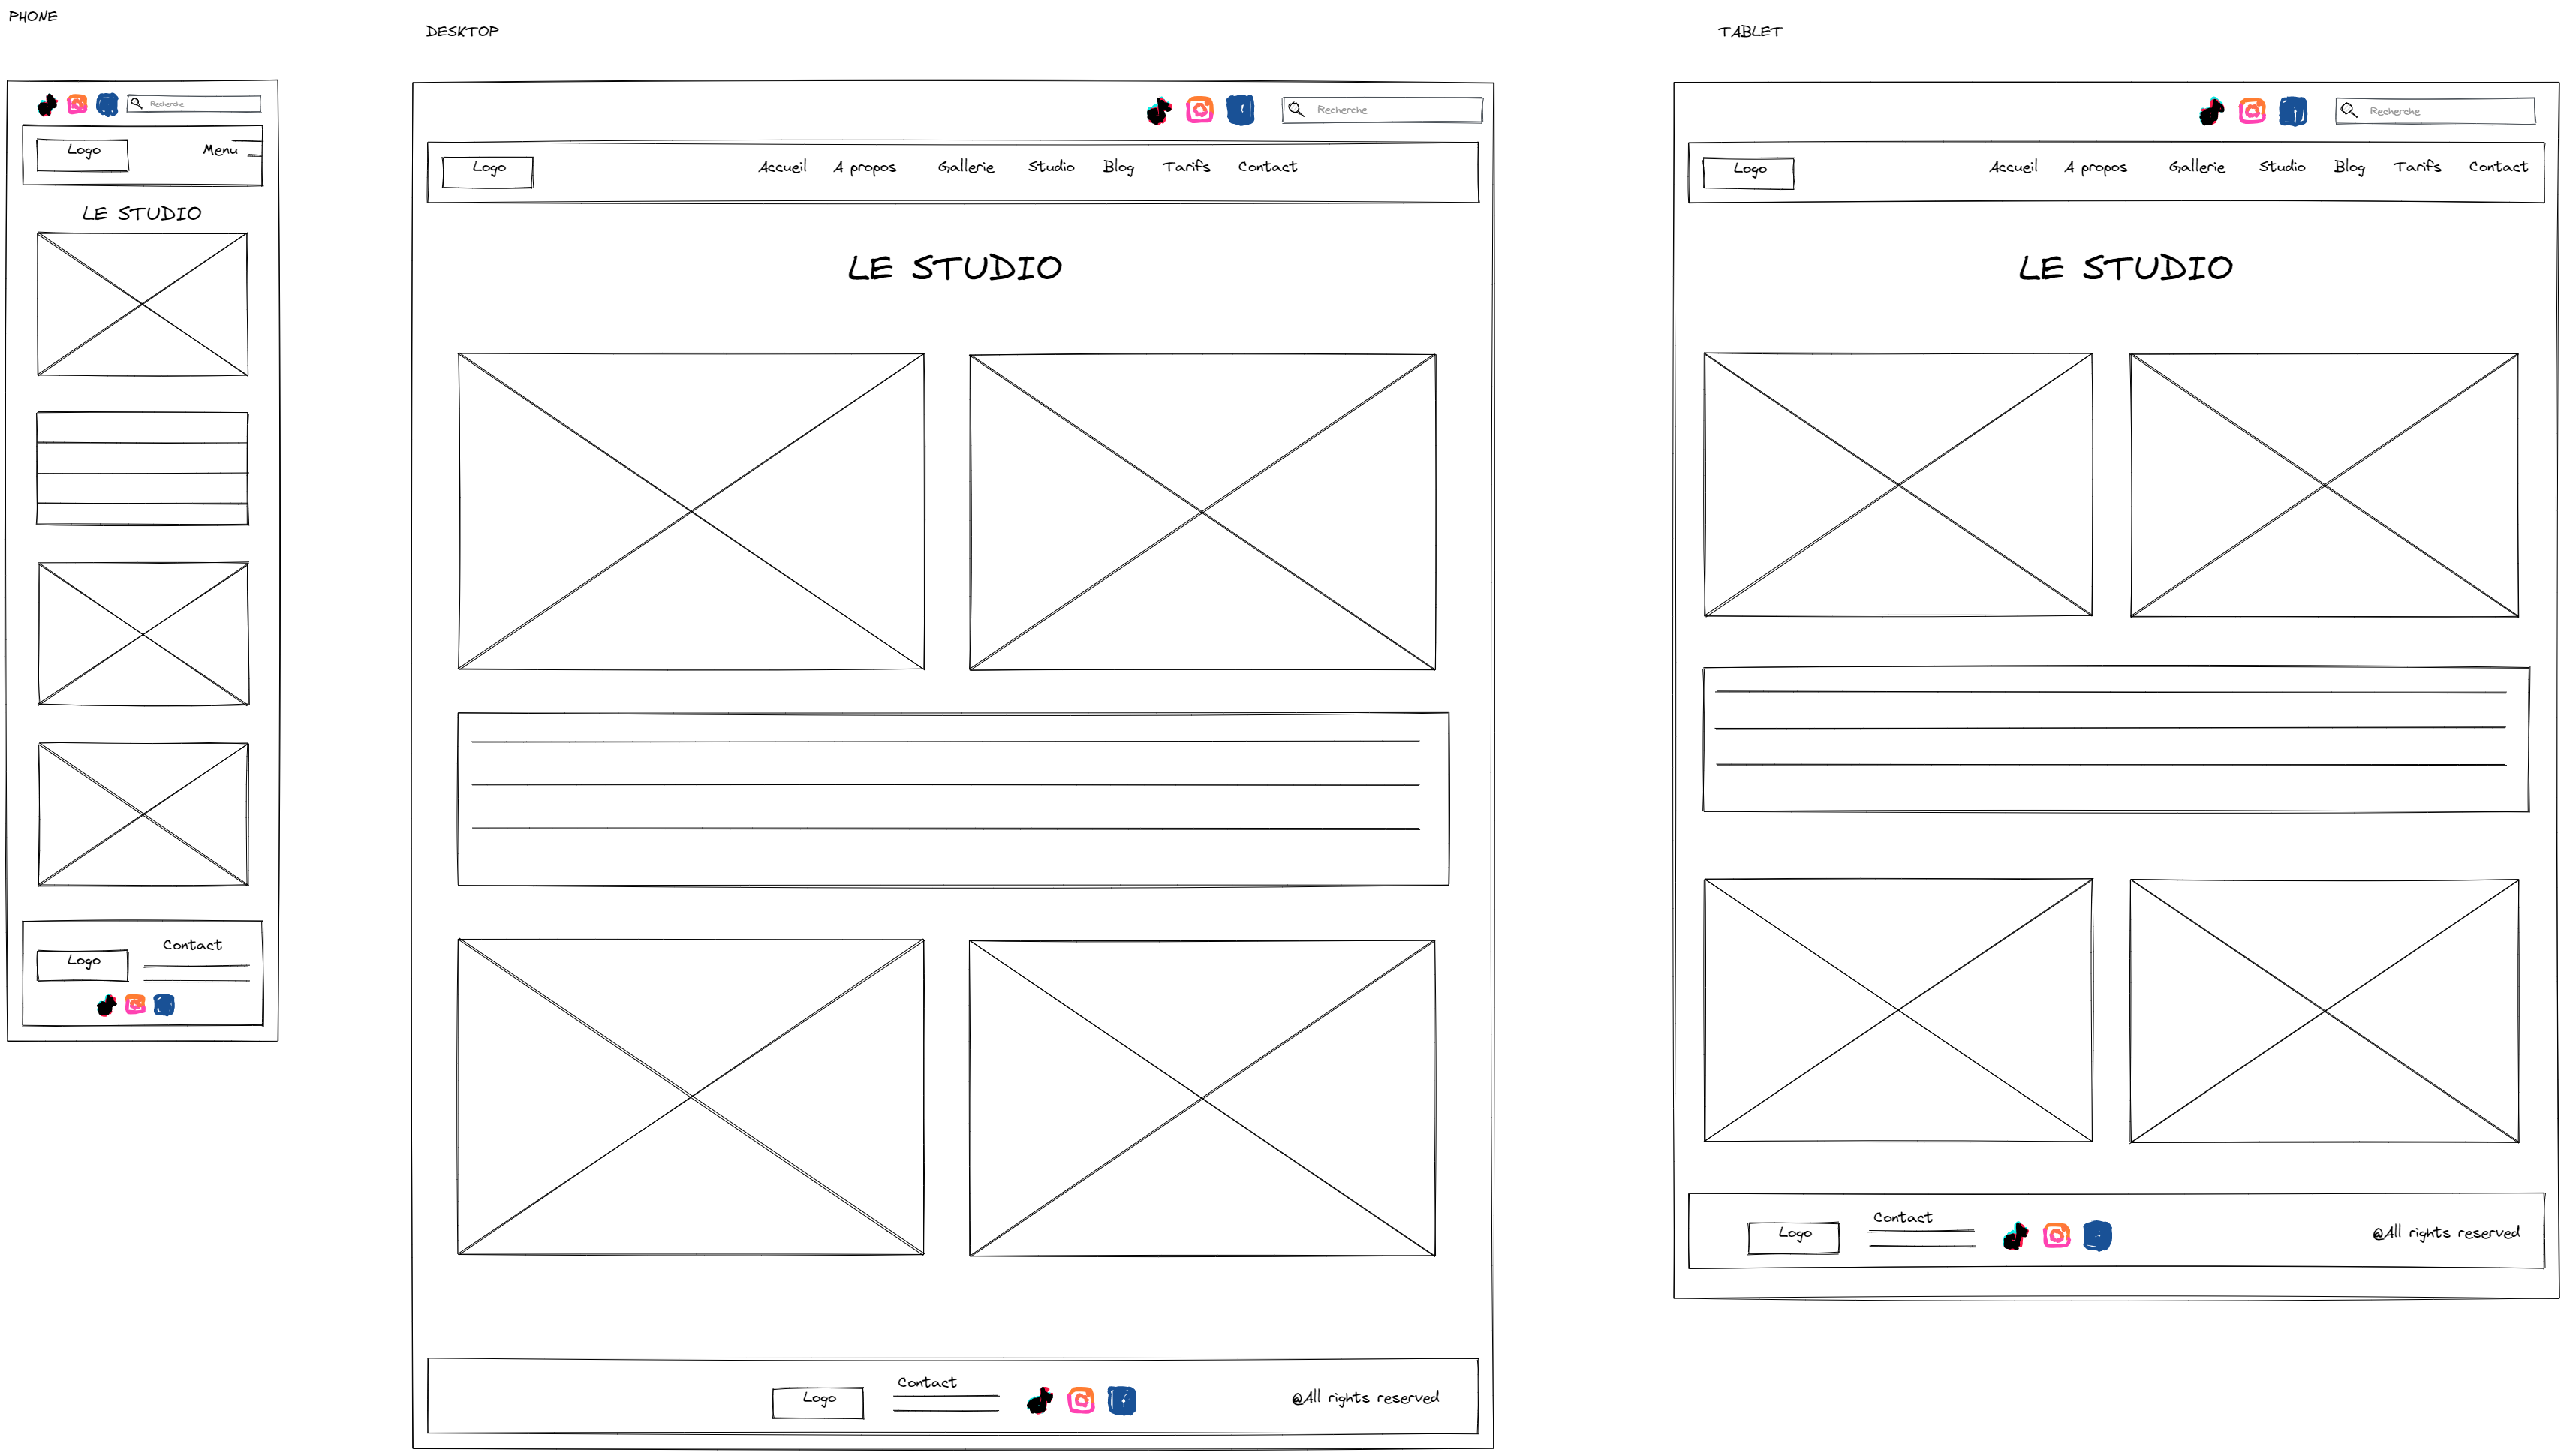 PHONE
Recherche
Logo
Menu
LE STUDIO
Contact
Logo
DESKTOP
Recherche
Logo Accueil A propos Gallerie Studio Blog Tarifs Contact
LE STUDIO
Contact
Logo
@All rights reserved
TABLET
Recherche
Logo Accueil A propos Gallerie Studio Blog Tarifs Contact
LE STUDIO
Contact
Logo
@All rights reserved